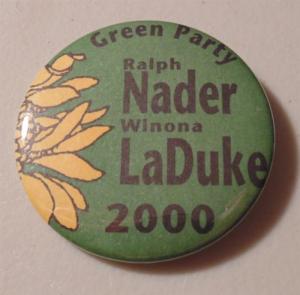 Green Party
Ralph
Nader
Winona
LaDuke
2000